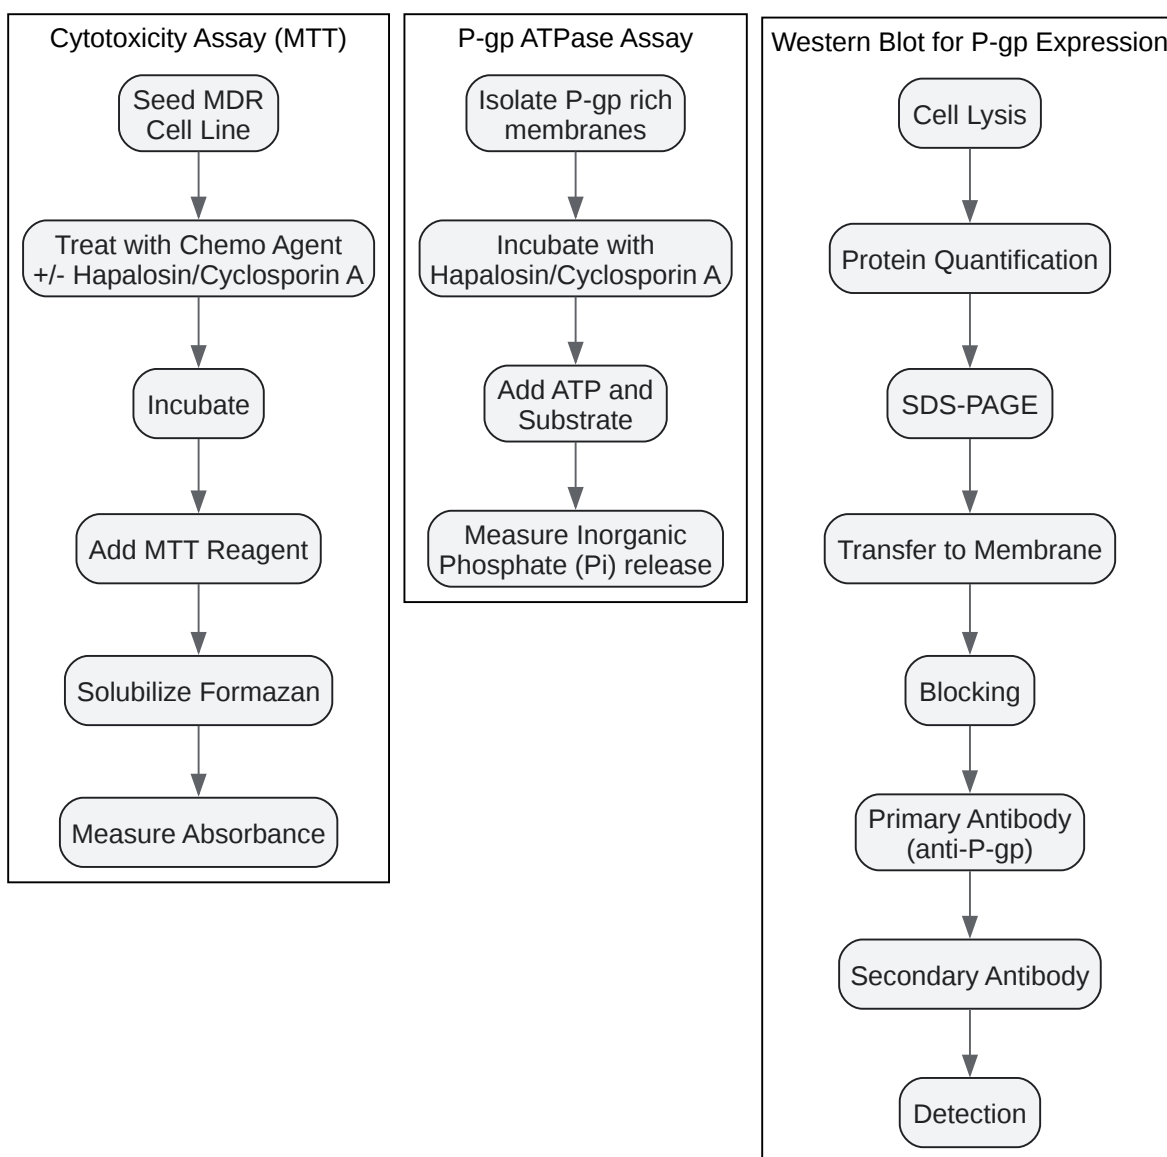 Cytotoxicity Assay (MTT)
Seed MDR
Cell Line
Treat with Chemo Agent
+/- Hapalosin/Cyclosporin A
Incubate
Add MTT Reagent
Solubilize Formazan
Measure Absorbance
P-gp ATPase Assay
Isolate P-gp rich
membranes
Incubate with
Hapalosin/Cyclosporin A
Add ATP and
Substrate
Measure Inorganic
Phosphate (Pi) release
Western Blot for P-gp Expression
Cell Lysis
Protein Quantification
SDS-PAGE
Transfer to Membrane
Blocking
Primary Antibody
(anti-P-gp)
Secondary Antibody
Detection